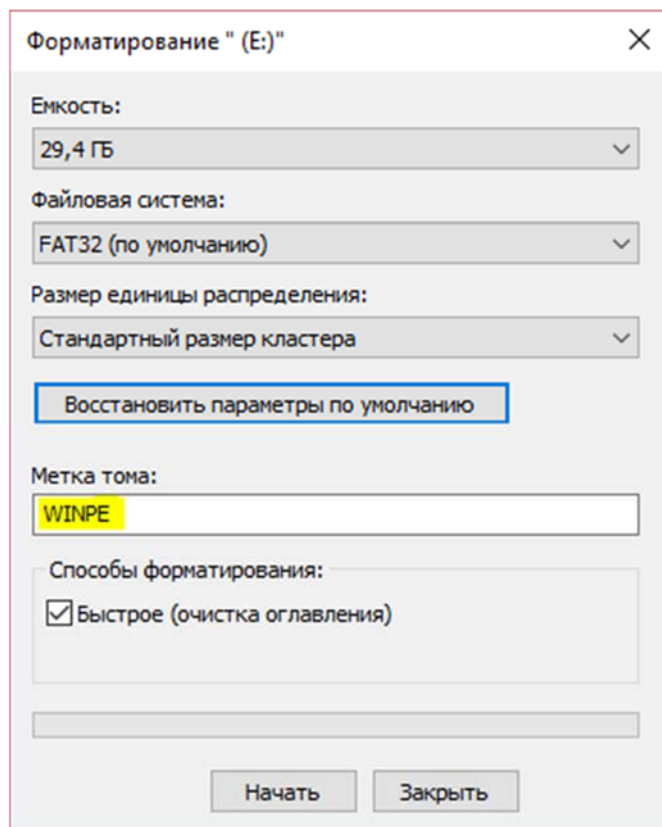 Форматирование " (E:)"
Емкость:
29,4 ГБ
Файловая система:
FAT32 (по умолчанию)
Размер единицы распределения:
Стандартный размер кластера
Восстановить параметры по умолчанию
Метка тома:
WINPE
Способы форматирования:
Быстрое (очистка оглавления)
Начать Закрыть